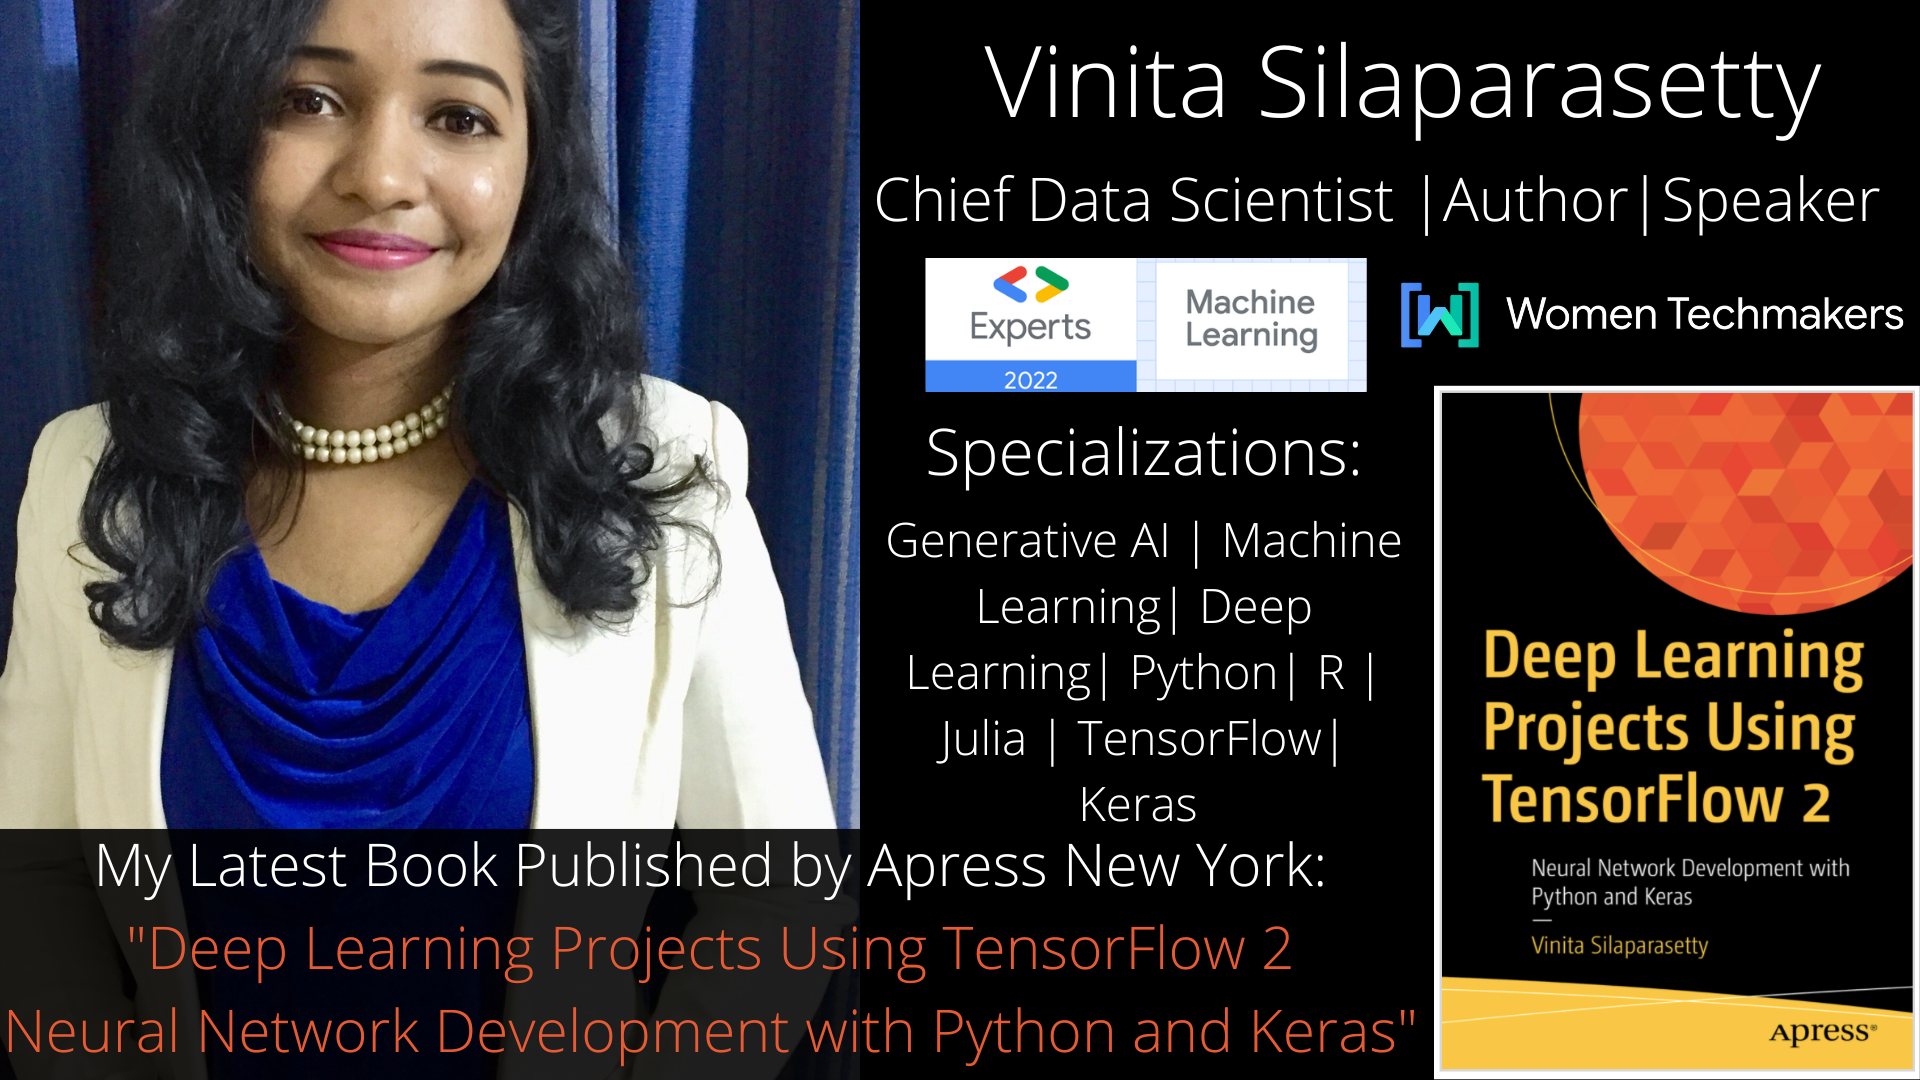 Vinita Silaparasetty
Chief Data Scientist |Author|Speaker
Experts
2022
Machine
Learning
Women Techmakers
Specializations:
Generative AI | Machine
Learning| Deep
Learning| Python| R |
Julia | TensorFlow|
Keras
My Latest Book Published by Apress New York:
"Deep Learning Projects Using TensorFlow 2
Neural Network Development with Python and Keras"
Deep Learning
Projects Using
TensorFlow 2
Neural Network Development with
Python and Keras
—
Vinita Silaparasetty
Apress®